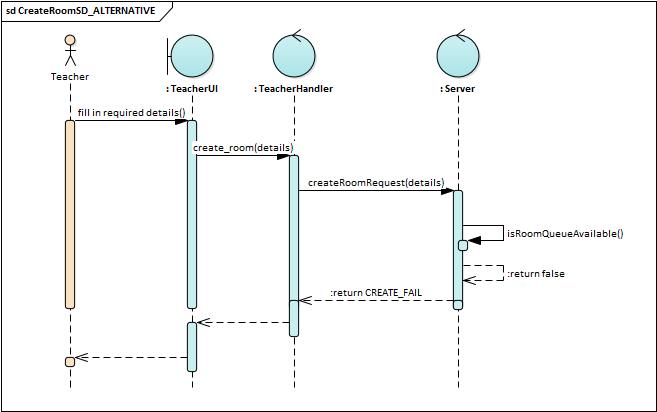 sd CreateRoomSD_ALTERNATIVE
Teacher
: TeacherUI
: TeacherHandler
: Server
fill in required details()
create_room(details)
createRoomRequest(details)
isRoomQueueAvailable()
:return false
:return CREATE_FAIL